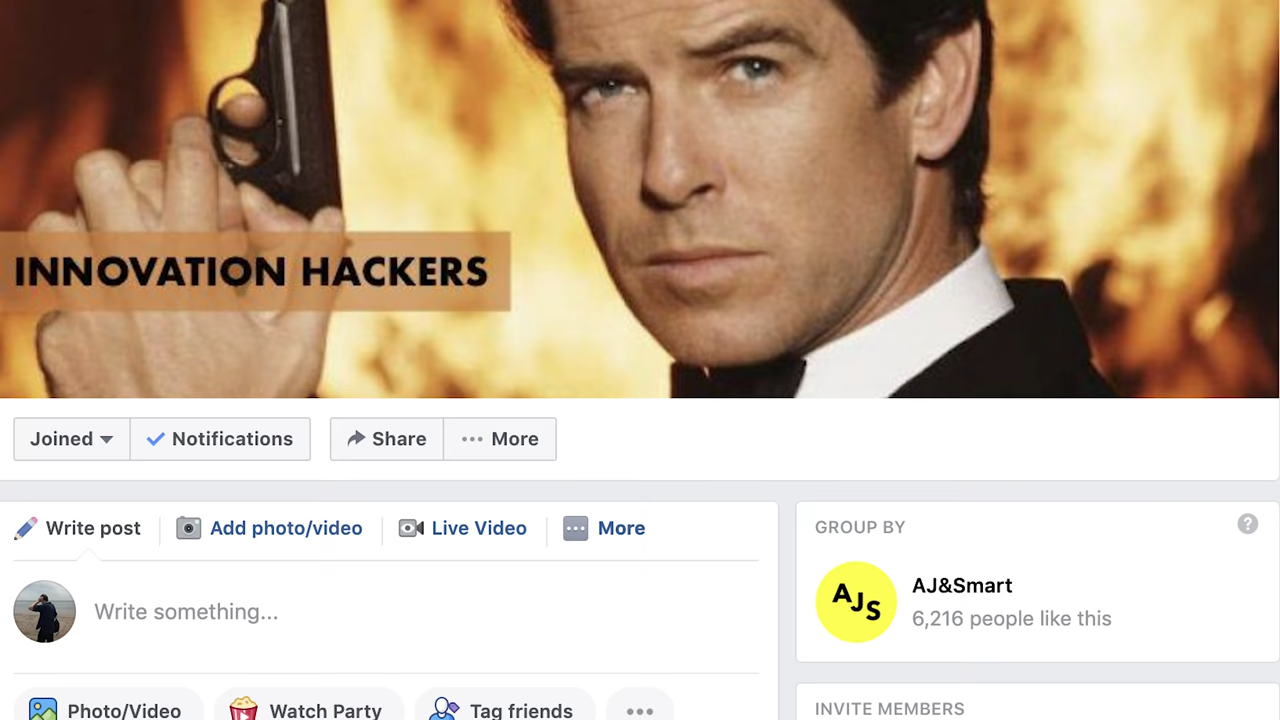 INNOVATION HACKERS
Joined Notifications Share ... More
Write post Add photo/video Live Video More
Write something...
Photo/Video Watch Party Tag friends ...
GROUP BY ?
AJS
AJ&Smart
6,216 people like this
INVITE MEMBERS